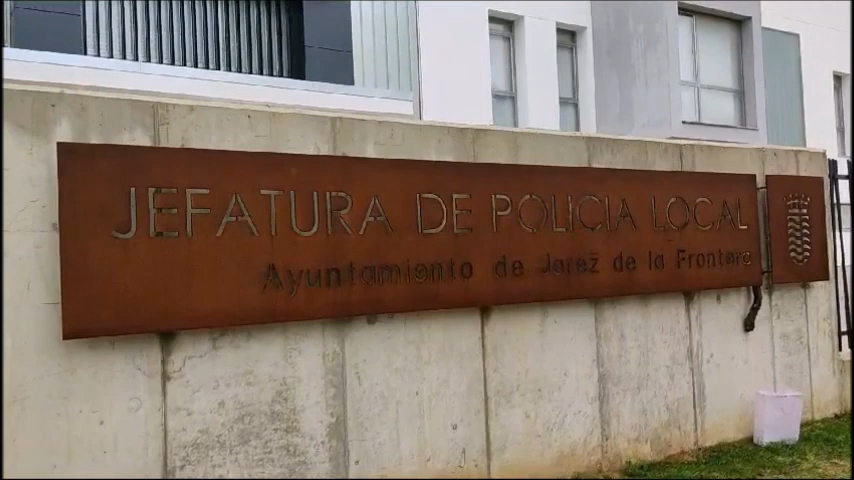 JEFATURA DE POLICIA LOCAL
Ayuntamiento de Jerez de la Frontera